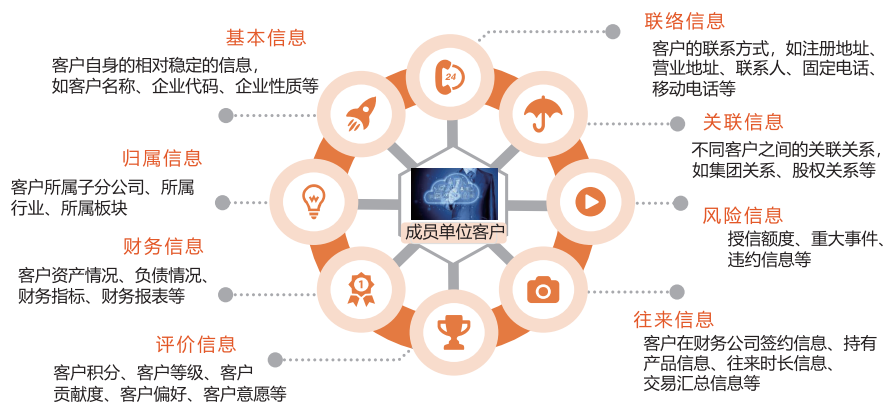 基本信息
客户自身的相对稳定的信息，
如客户名称、企业代码、企业性质等
归属信息
客户所属子分公司、所属
行业、所属板块
财务信息
客户资产情况、负债情况、
财务指标、财务报表等
评价信息
客户积分、客户等级、客户
贡献度、客户偏好、客户意愿等
24
1
成员单位客户
联络信息
客户的联系方式，如注册地址、
营业地址、联系人、固定电话、
移动电话等
关联信息
不同客户之间的关联关系，
如集团关系、股权关系等
风险信息
授信额度、重大事件、
违约信息等
往来信息
客户在财务公司签约信息、持有
产品信息、往来时长信息、
交易汇总信息等